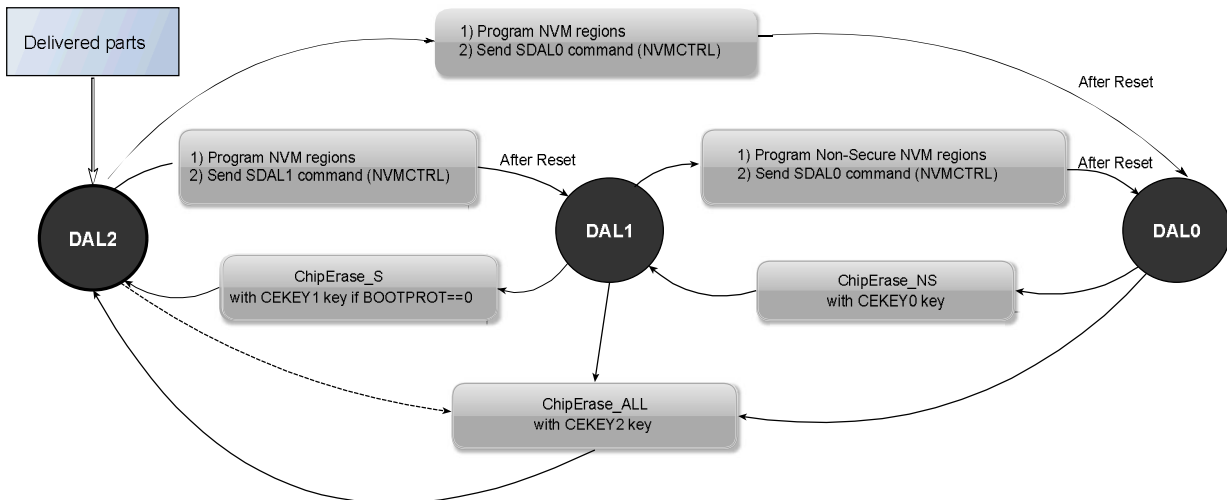 Delivered parts
1) Program NVM regions
2) Send SDAL0 command (NVMCTRL)
After Reset
1) Program NVM regions
2) Send SDAL1 command (NVMCTRL)
After Reset
1) Program Non-Secure NVM regions
2) Send SDAL0 command (NVMCTRL)
After Reset
DAL2
DAL1
DAL0
ChipErase_S
with CEKEY1 key if BOOTPROT==0
ChipErase_NS
with CEKEY0 key
ChipErase_ALL
with CEKEY2 key